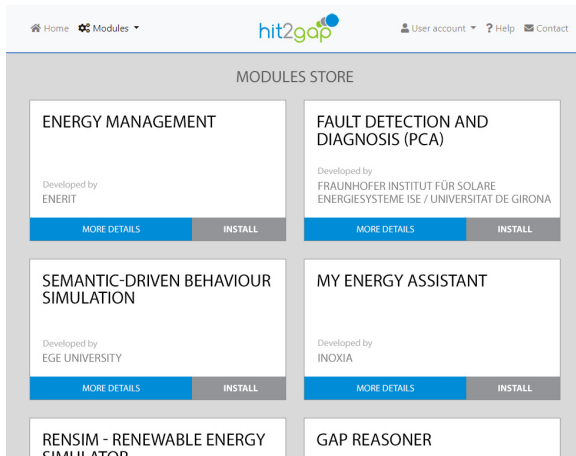 Home Modules hit2gap User account Help Contact
MODULES STORE
ENERGY MANAGEMENT
Developed by
ENERIT
MORE DETAILS INSTALL
FAULT DETECTION AND
DIAGNOSIS (PCA)
Developed by
FRAUNHOFER INSTITUT FÜR SOLARE
ENERGIESYSTEME ISE / UNIVERSITAT DE GIRONA
MORE DETAILS INSTALL
SEMANTIC-DRIVEN BEHAVIOUR
SIMULATION
Developed by
EGE UNIVERSITY
MORE DETAILS INSTALL
MY ENERGY ASSISTANT
Developed by
INOXIA
MORE DETAILS INSTALL
RENSIM - RENEWABLE ENERGY
SIMULATOR
GAP REASONER